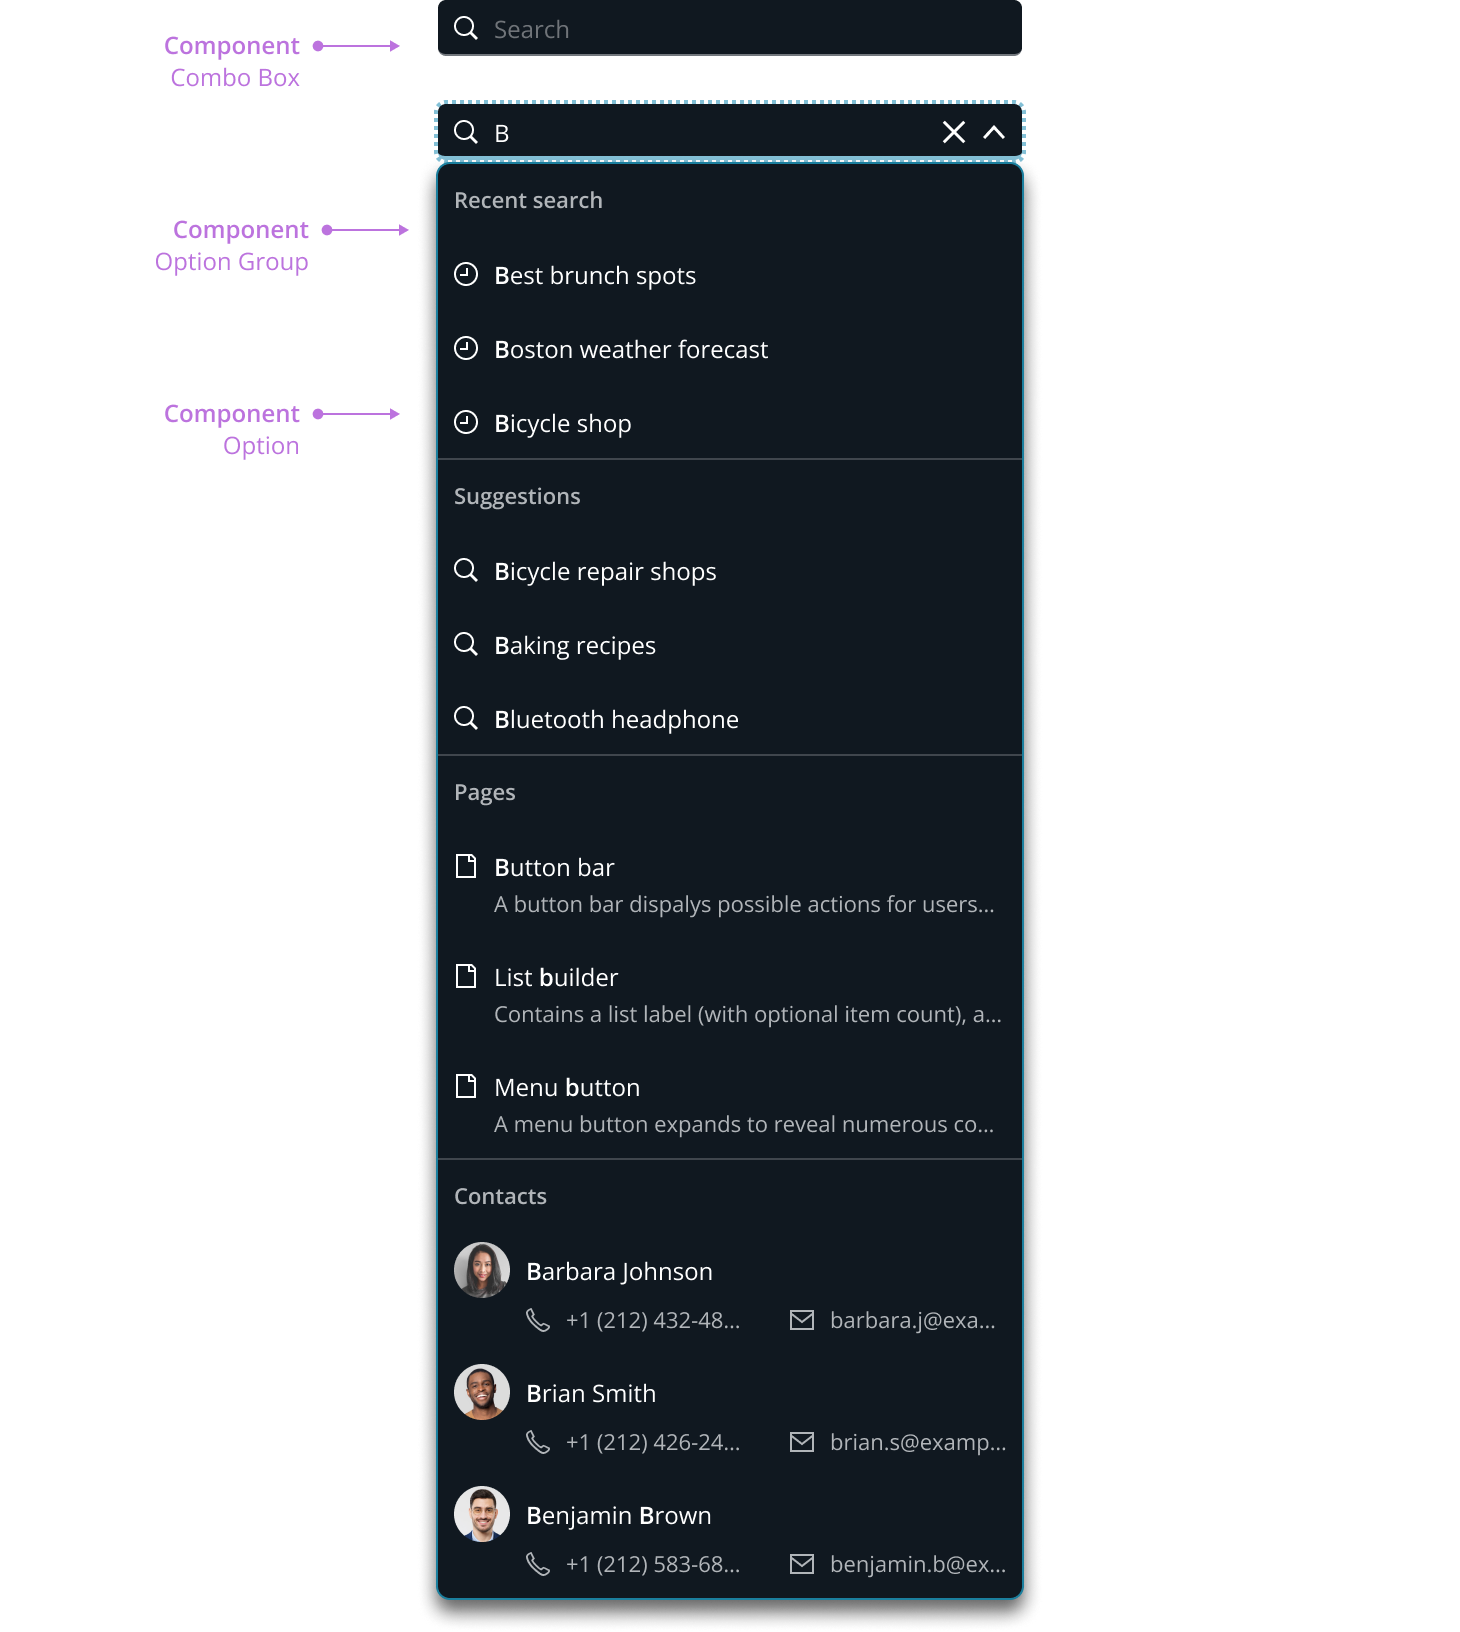 Search
Component
Combo Box
B
Recent search
Component
Option Group
Best brunch spots
Boston weather forecast
Component
Option
Bicycle shop
Suggestions
Bicycle repair shops
Baking recipes
Bluetooth headphone
Pages
Button bar
A button bar dispalys possible actions for users...
List builder
Contains a list label (with optional item count), a...
Menu button
A menu button expands to reveal numerous co...
Contacts
Barbara Johnson
+1 (212) 432-48... barbara.j@exa...
Brian Smith
+1 (212) 426-24... brian.s@examp...
Benjamin Brown
+1 (212) 583-68... benjamin.b@ex...